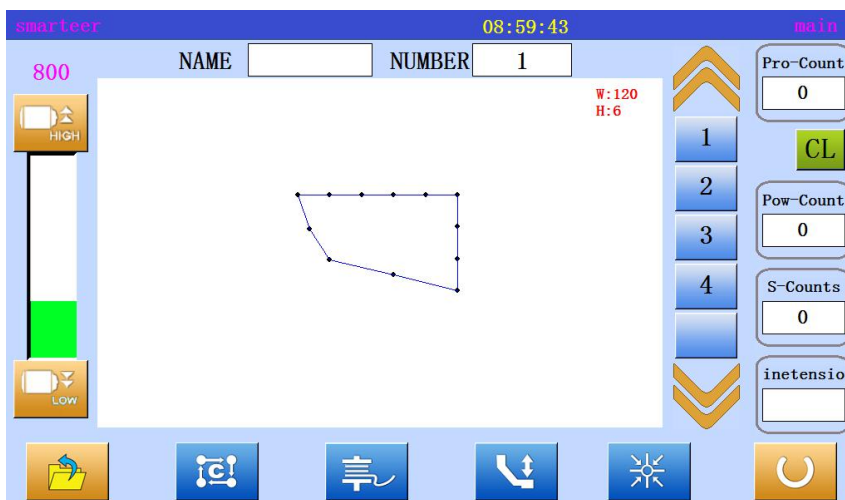 smarteer 08:59:43 main
800 NAME NUMBER 1
W:120
H:6
HIGH
LOW
1
2
3
4
Pro-Count
0
CL
Pow-Count
0
S-Counts
0
inetensio
C